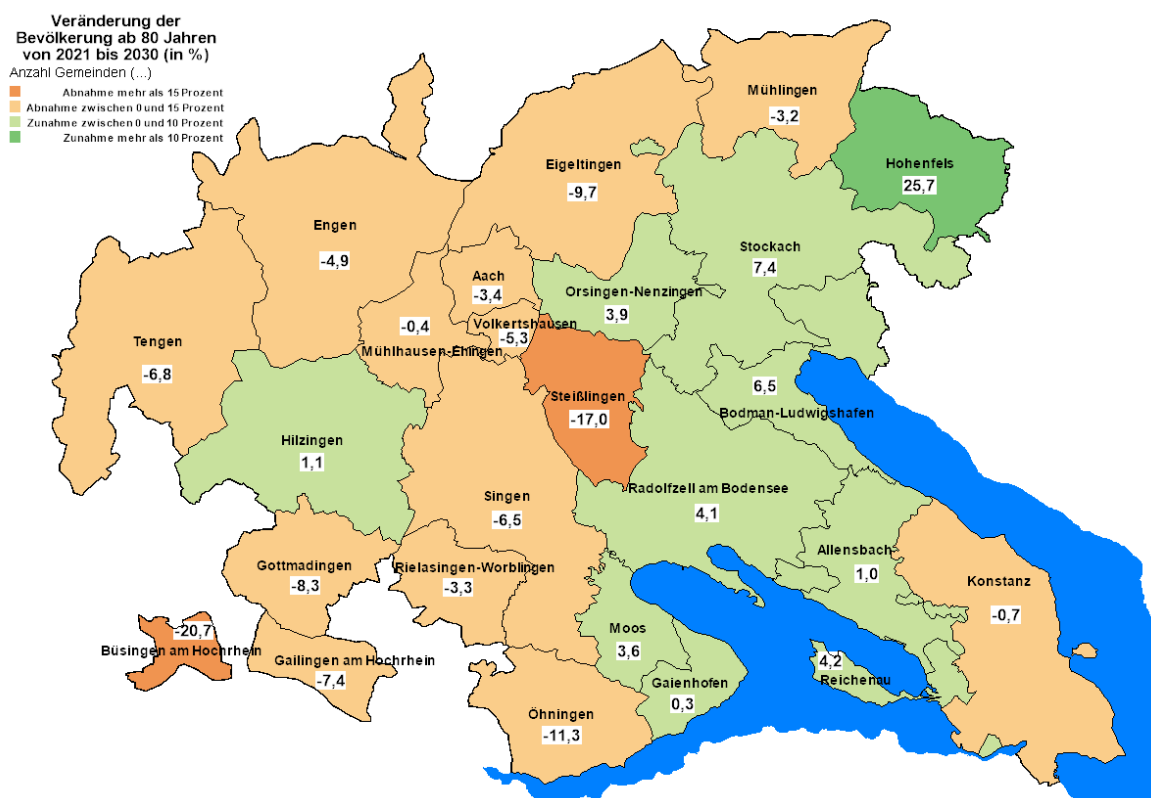 Veränderung der
Bevölkerung ab 80 Jahren
von 2021 bis 2030 (in %)
Anzahl Gemeinden (...)
Abnahme mehr als 15 Prozent
Abnahme zwischen 0 und 15 Prozent
Zunahme zwischen 0 und 10 Prozent
Zunahme mehr als 10 Prozent
Mühlingen
-3,2
Hohenfels
25,7
Eigeltingen
-9,7
Engen
-4,9
Stockach
7,4
Aach
-3,4
Orsingen-Nenzingen
3,9
Volkertshausen
-5,3
-0,4
Mühlhausen-Ehingen
Tengen
-6,8
Steißlingen
-17,0
6,5
Bodman-Ludwigshafen
Hilzingen
1,1
Singen
-6,5
Radolfzell am Bodensee
4,1
Allensbach
1,0
Konstanz
-0,7
Gottmadingen
-8,3
Rielasingen-Worblingen
-3,3
-20,7
Büsingen am Hochrhein
Gailingen am Hochrhein
-7,4
Moos
3,6
Gaienhofen
0,3
4,2
Reichenau
Öhningen
-11,3